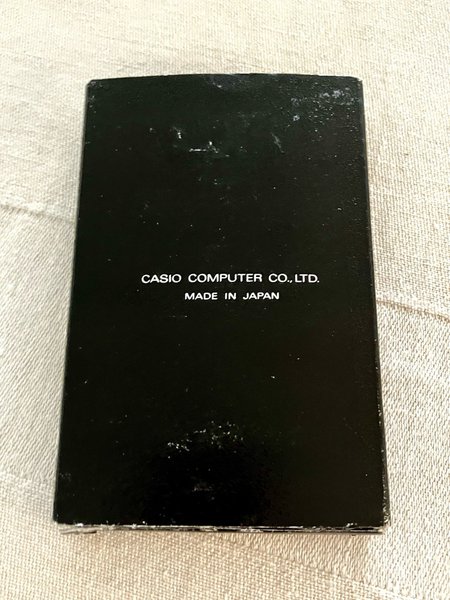 CASIO COMPUTER CO.,LTD.
MADE IN JAPAN